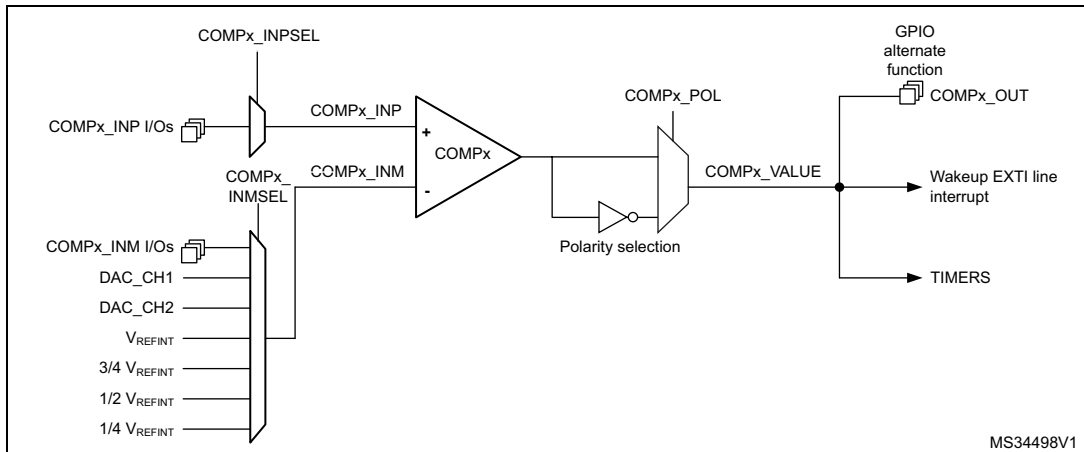 COMPx_INPSEL
COMPx_INP I/Os
COMPx_INP
COMPx_INM
COMPx_
INMSEL
COMPx_INM I/Os
DAC_CH1
DAC_CH2
VREFINT
3/4 VREFINT
1/2 VREFINT
1/4 VREFINT
+
COMPx
-
COMPx_POL
Polarity selection
COMPx_VALUE
GPIO
alternate
function
COMPx_OUT
Wakeup EXTI line
interrupt
TIMERS
MS34498V1